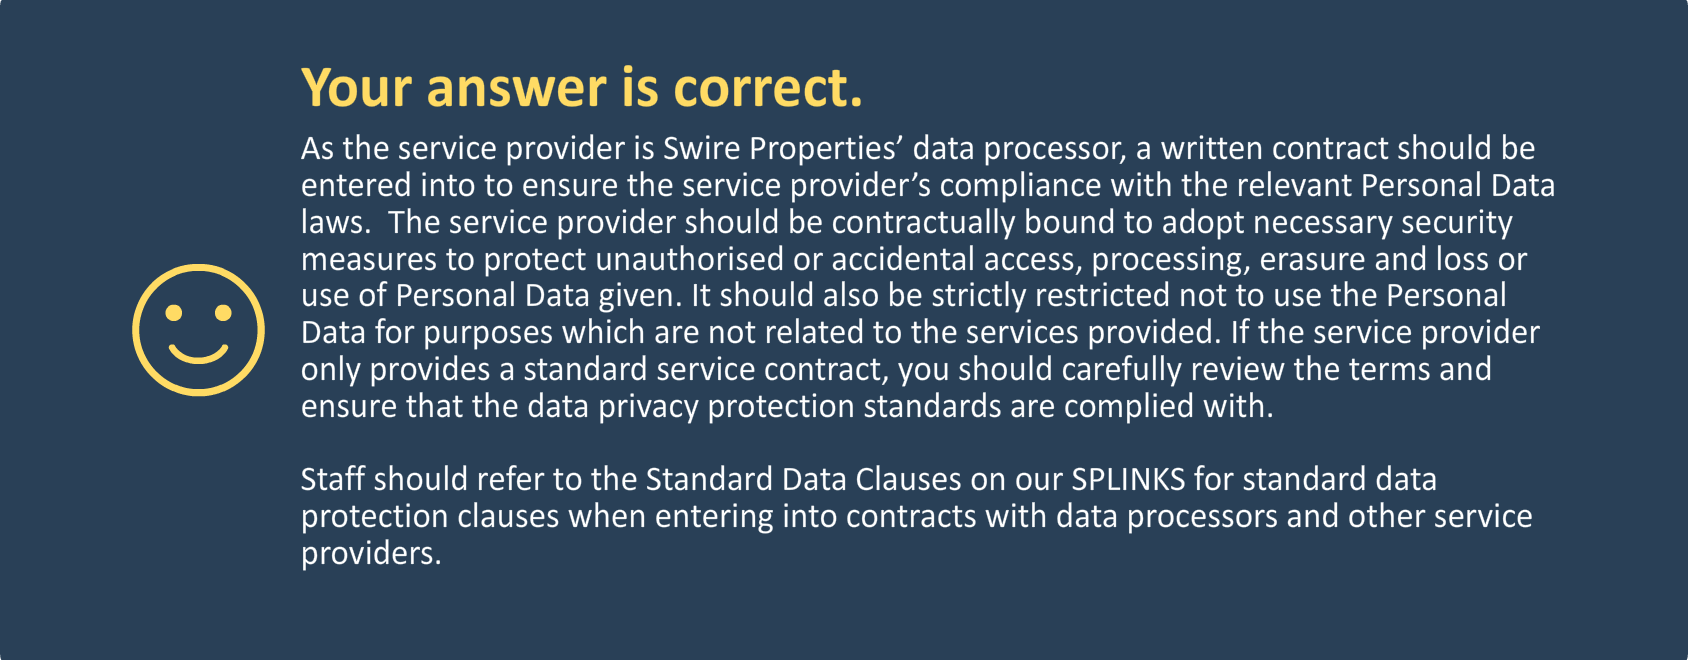 Your answer is correct.
As the service provider is Swire Properties’ data processor, a written contract should be
entered into to ensure the service provider’s compliance with the relevant Personal Data
laws.  The service provider should be contractually bound to adopt necessary security
measures to protect unauthorised or accidental access, processing, erasure and loss or
use of Personal Data given. It should also be strictly restricted not to use the Personal
Data for purposes which are not related to the services provided. If the service provider
only provides a standard service contract, you should carefully review the terms and
ensure that the data privacy protection standards are complied with.
Staff should refer to the Standard Data Clauses on our SPLINKS for standard data
protection clauses when entering into contracts with data processors and other service
providers.